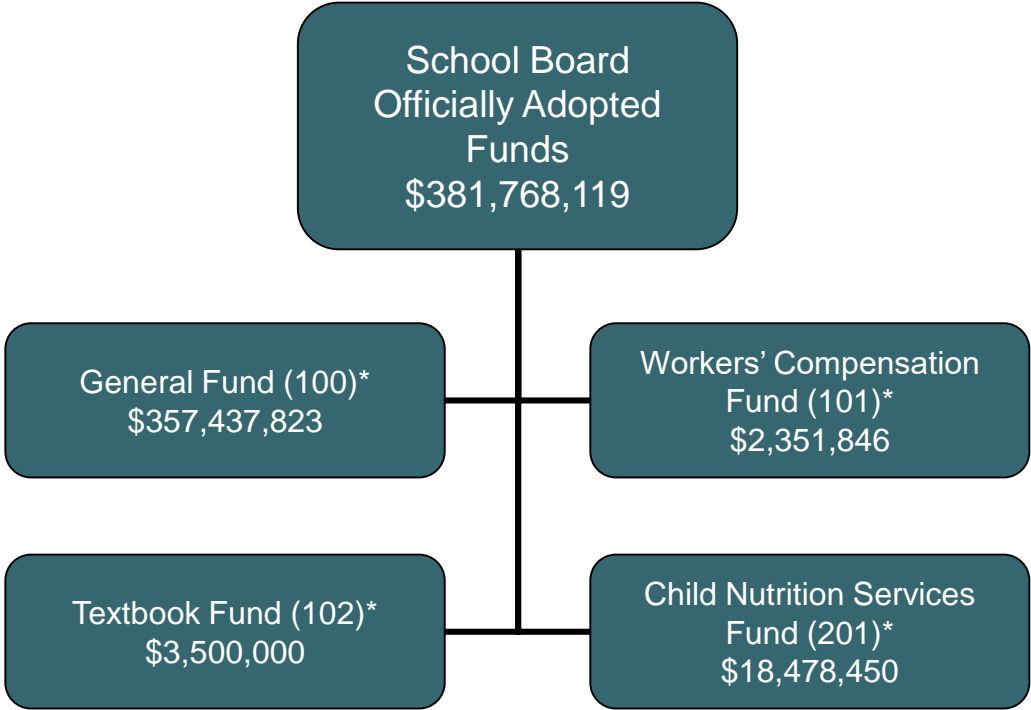 School Board
Officially Adopted
Funds
$381,768,119
General Fund (100)*
$357,437,823
Workers’ Compensation
Fund (101)*
$2,351,846
Textbook Fund (102)*
$3,500,000
Child Nutrition Services
Fund (201)*
$18,478,450